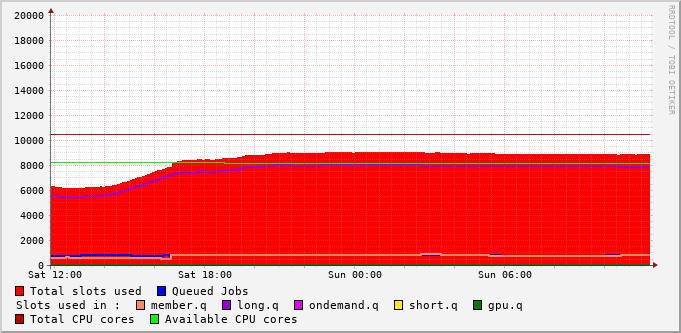 20000
18000
16000
14000
12000
10000
8000
6000
4000
2000
0
Sat 12:00 Sat 18:00 Sun 00:00 Sun 06:00
Total slots used Queued Jobs
Slots used in : member.q long.q ondemand.q short.q gpu.q
Total CPU cores Available CPU cores
RRDTOOL / TOBI OETIKER